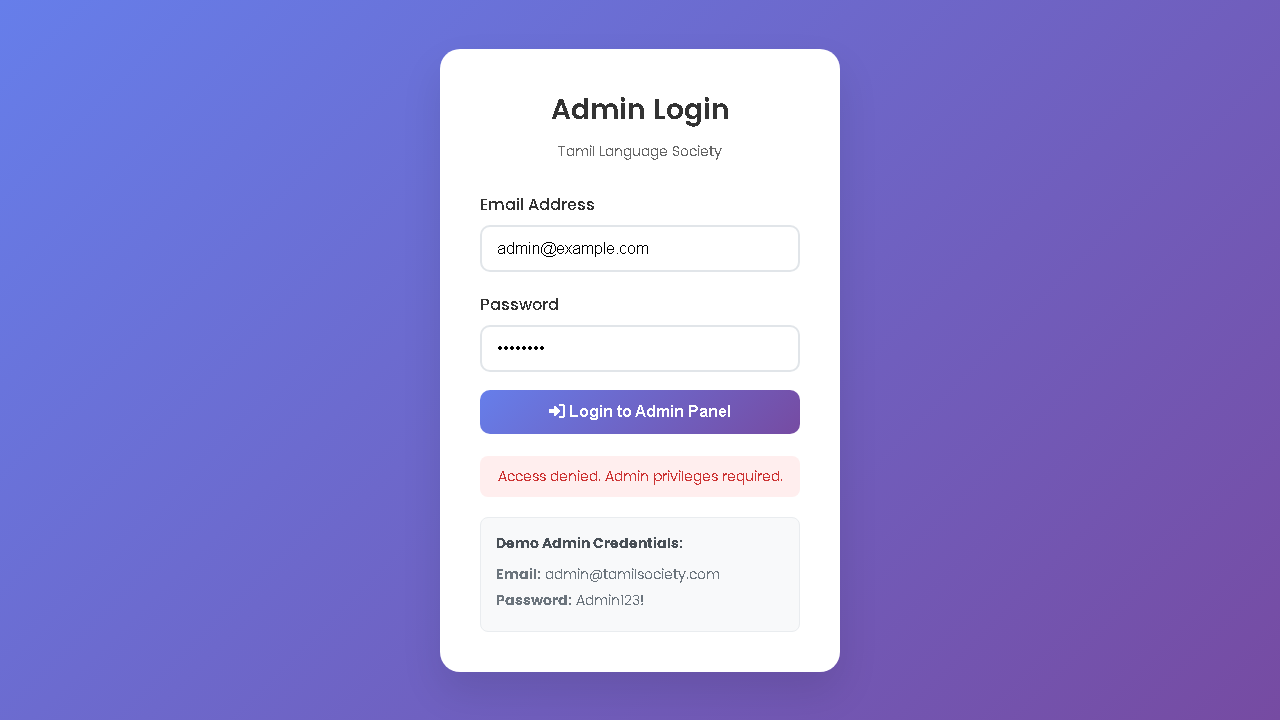 Admin Login
Tamil Language Society
Email Address
admin@example.com
Password
••••••••
Login to Admin Panel
Access denied. Admin privileges required.
Demo Admin Credentials:
Email: admin@tamilsociety.com
Password: Admin123!